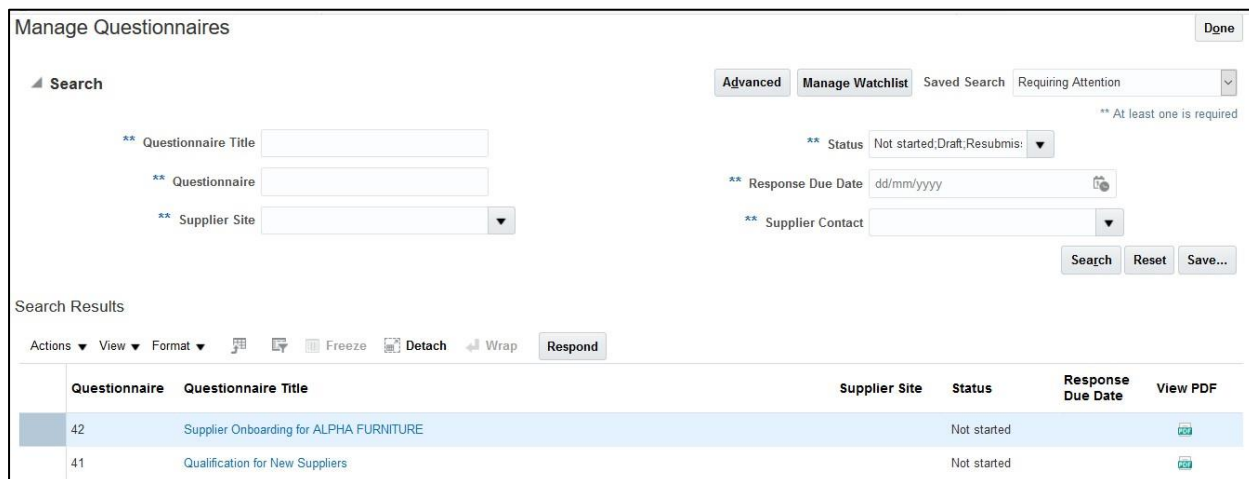 Manage Questionnaires Done
Search Advanced Manage Watchlist Saved Search Requiring Attention
** At least one is required
** Questionnaire Title ** Status Not started;Draft;Resubmis:
** Questionnaire ** Response Due Date dd/mm/yyyy
** Supplier Site ** Supplier Contact
Search Reset Save...
Search Results
Actions View Format Freeze Detach Wrap Respond
Questionnaire Questionnaire Title Supplier Site Status Response Due Date View PDF
42 Supplier Onboarding for ALPHA FURNITURE Not started PDF
41 Qualification for New Suppliers Not started PDF